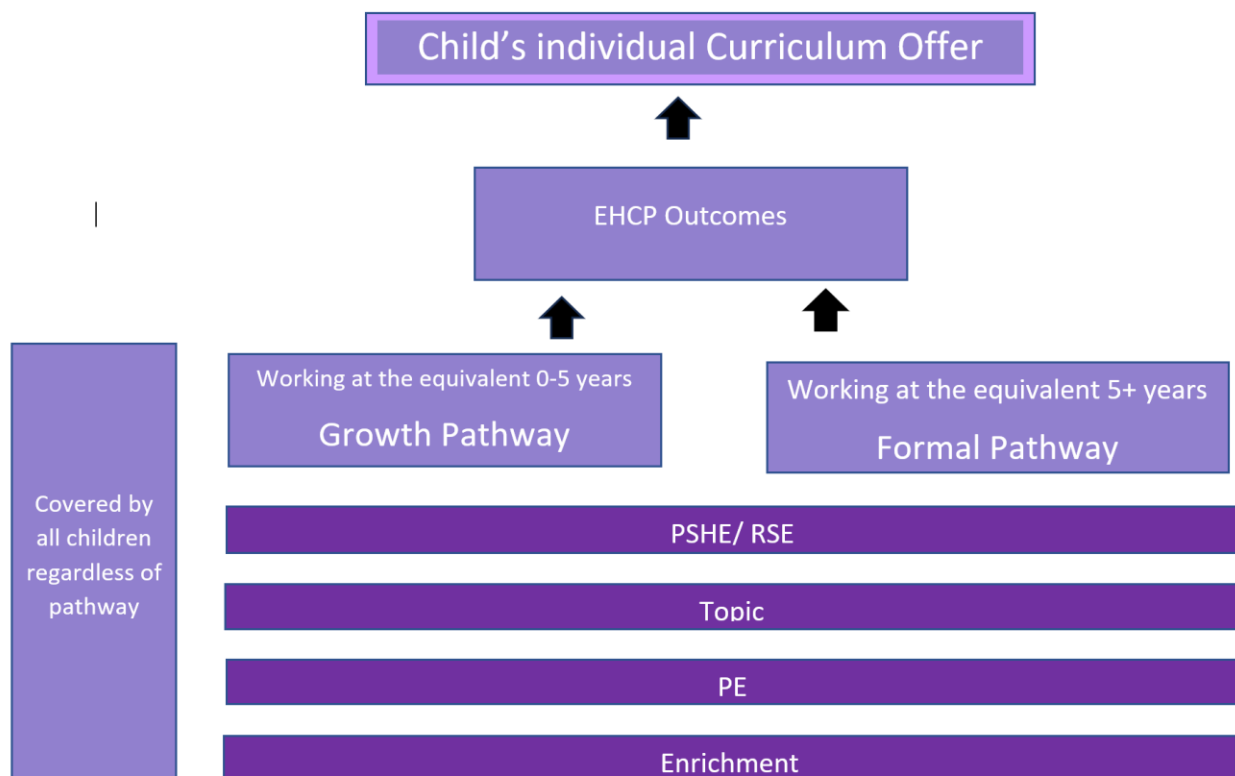 Child’s individual Curriculum Offer
EHCP Outcomes
Working at the equivalent 0-5 years
Growth Pathway
Working at the equivalent 5+ years
Formal Pathway
Covered by
all children
regardless of
pathway
PSHE/ RSE
Topic
PE
Enrichment